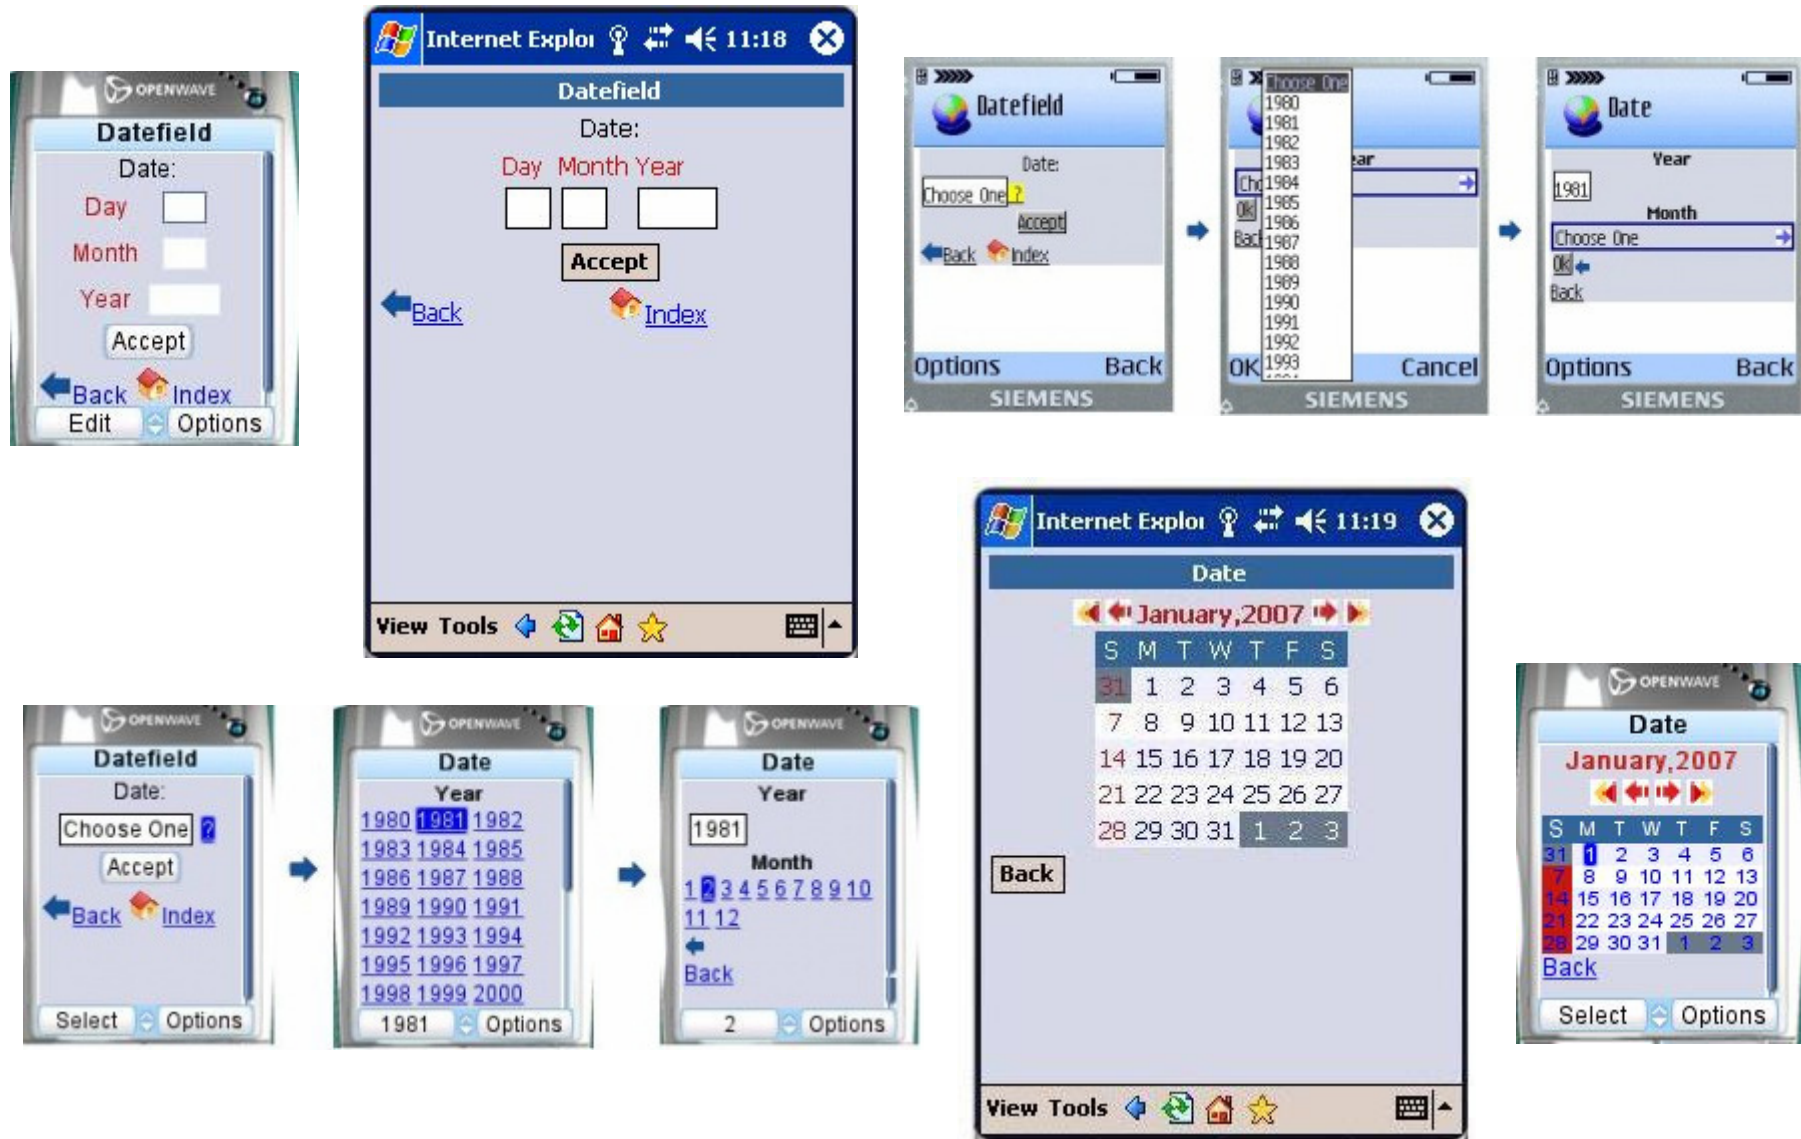 OPENWAVE
Datefield
Date:
Day
Month
Year
Accept
Back Index
Edit Options
Internet Explor 11:18
Datefield
Date:
Day Month Year
Accept
Back Index
View Tools
Datefield
Date:
Choose One ?
Accept
Back Index
Options Back
SIEMENS
Choose One
1980
1981
1982
1983
1984
1985
1986
1987
1988
1989
1990
1991
1992
1993
OK Cancel
SIEMENS
Date
Year
1981
Month
Choose One
Ok
Back
Options Back
SIEMENS
OPENWAVE
Datefield
Date:
Choose One ?
Accept
Back Index
Select Options
OPENWAVE
Date
Year
1980 1981 1982
1983 1984 1985
1986 1987 1988
1989 1990 1991
1992 1993 1994
1995 1996 1997
1998 1999 2000
1981 Options
OPENWAVE
Date
Year
1981
Month
1 2 3 4 5 6 7 8 9 10
11 12
Back
2 Options
Internet Explor 11:19
Date
January,2007
S M T W T F S
31 1 2 3 4 5 6
7 8 9 10 11 12 13
14 15 16 17 18 19 20
21 22 23 24 25 26 27
28 29 30 31 1 2 3
Back
View Tools
OPENWAVE
Date
January,2007
S M T W T F S
31 1 2 3 4 5 6
7 8 9 10 11 12 13
14 15 16 17 18 19 20
21 22 23 24 25 26 27
28 29 30 31 1 2 3
Back
Select Options